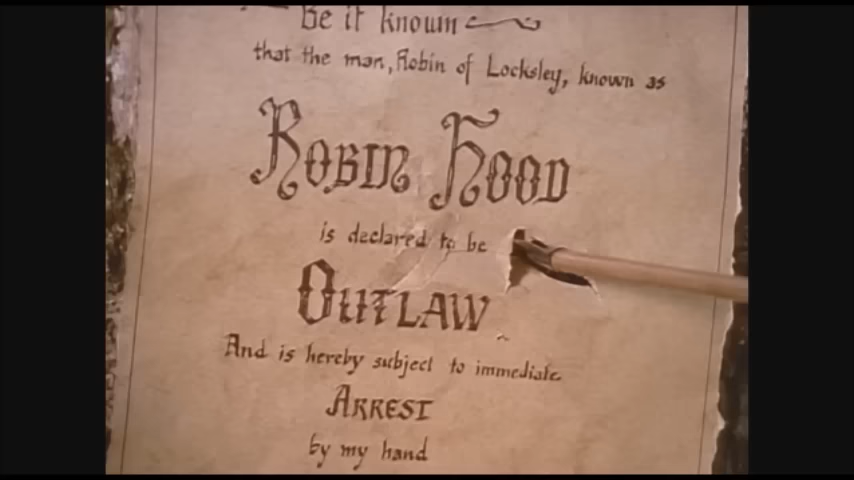 Be it known
that the man, Robin of Locksley, known as
Robin Hood
is declared to be
Outlaw
And is hereby subject to immediate
Arrest
by my hand